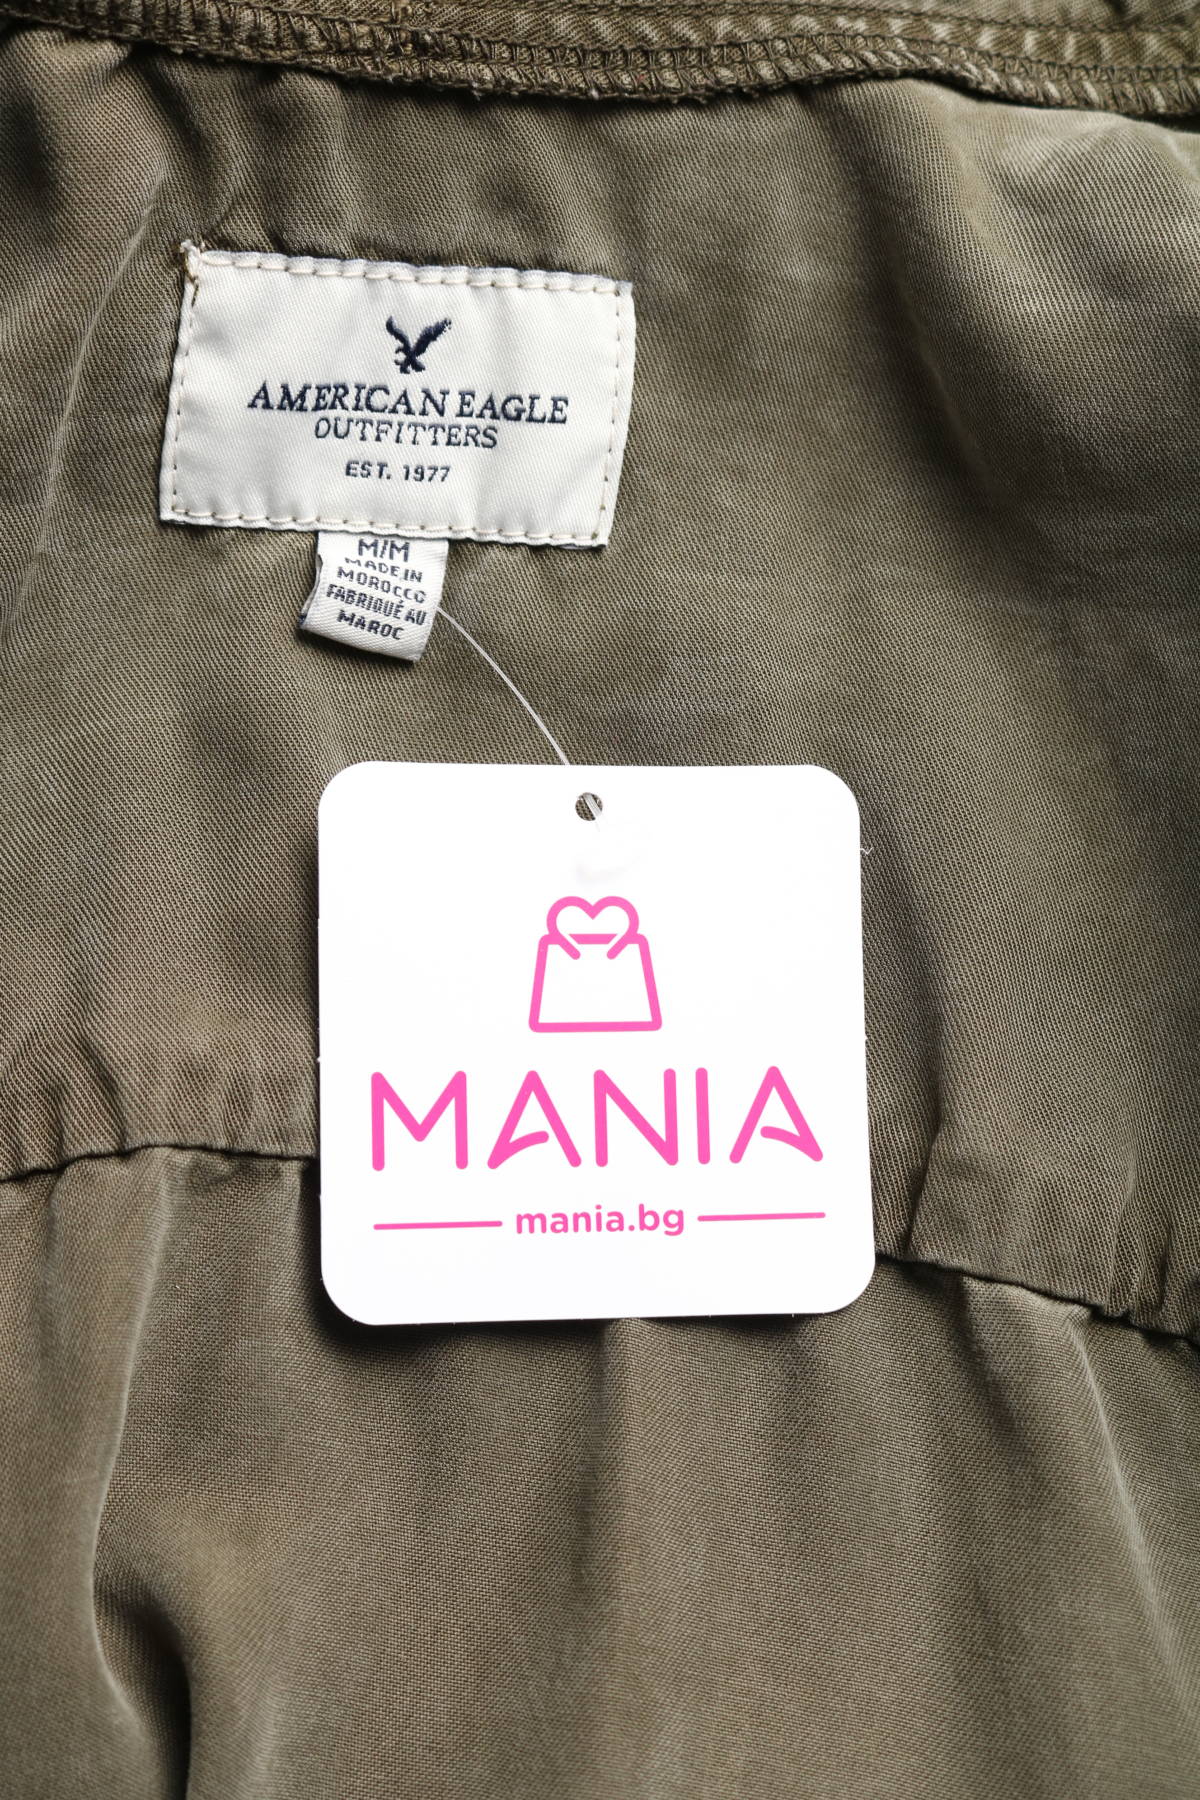 AMERICAN EAGLE
OUTFITTERS
EST. 1977
M/M
MADE IN
MOROCCO
FABRIQUÉ AU
MAROC
MANIA
mania.bg